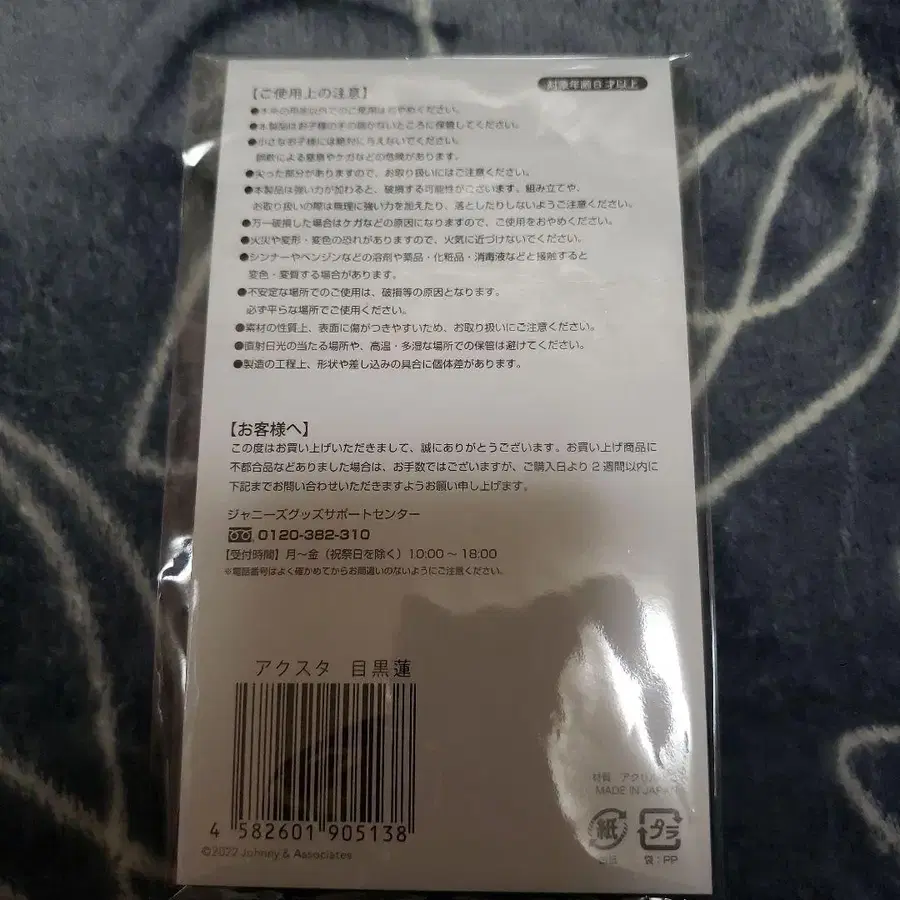 【ご使用上の注意】
対象年齢8才以上
●本来の用途以外でのご使用はおやめください。
●本製品はお子様の手の届かないところに保管してください。
●小さなお子様には絶対に与えないでください。
誤飲による窒息やケガなどの危険があります。
●尖った部分がありますので、お取り扱いにはご注意ください。
●本製品は強い力が加わると、破損する可能性がございます。組み立てや、
お取り扱いの際は無理に強い力を加えたり、落としたりしないようご注意ください。
●万一破損した場合はケガなどの原因になりますので、ご使用をおやめください。
●火災や変形・変色の恐れがありますので、火気に近づけないでください。
●シンナーやベンジンなどの溶剤や薬品・化粧品・消毒液などと接触すると
変色・変質する場合があります。
●不安定な場所でのご使用は、破損等の原因となります。
必ず平らな場所でご使用ください。
●素材の性質上、表面に傷がつきやすいため、お取り扱いにご注意ください。
●直射日光の当たる場所や、高温・多湿な場所での保管は避けてください。
●製造の工程上、形状や差し込みの具合に個体差があります。
【お客様へ】
この度はお買い上げいただきまして、誠にありがとうございます。お買い上げ商品に
不都合品などありました場合は、お手数ではございますが、ご購入日より2週間以内に
下記までお問い合わせいただきますようお願い申し上げます。
ジャニーズグッズサポートセンター
0120-382-310
【受付時間】月～金（祝祭日を除く）10:00～18:00
※電話番号はよく確かめてからお間違いのないようにご注意ください。
アクスタ 目黒蓮
4 582601 905138
©2022 Johnny & Associates
材質 アクリル
MADE IN JAPAN
紙
プラ
袋:PP